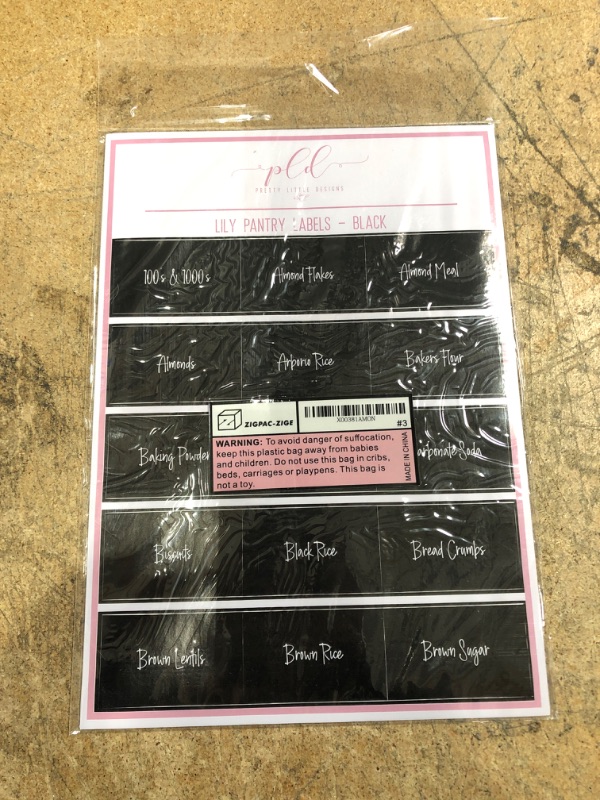 pld
PRETTY LITTLE DESIGNS
LILY PANTRY LABELS - BLACK
100's & 1000's Almond Flakes Almond Meal
Almonds Arborio Rice Bakers Flour
ZIGPAC-ZIGE X00381AMON #3
WARNING: To avoid danger of suffocation,
keep this plastic bag away from babies
and children. Do not use this bag in cribs,
beds, carriages or playpens. This bag is
not a toy.
MADE IN CHINA
Baking Powder arbonate Soda
Biscuits Black Rice Bread Crumbs
Brown Lentils Brown Rice Brown Sugar